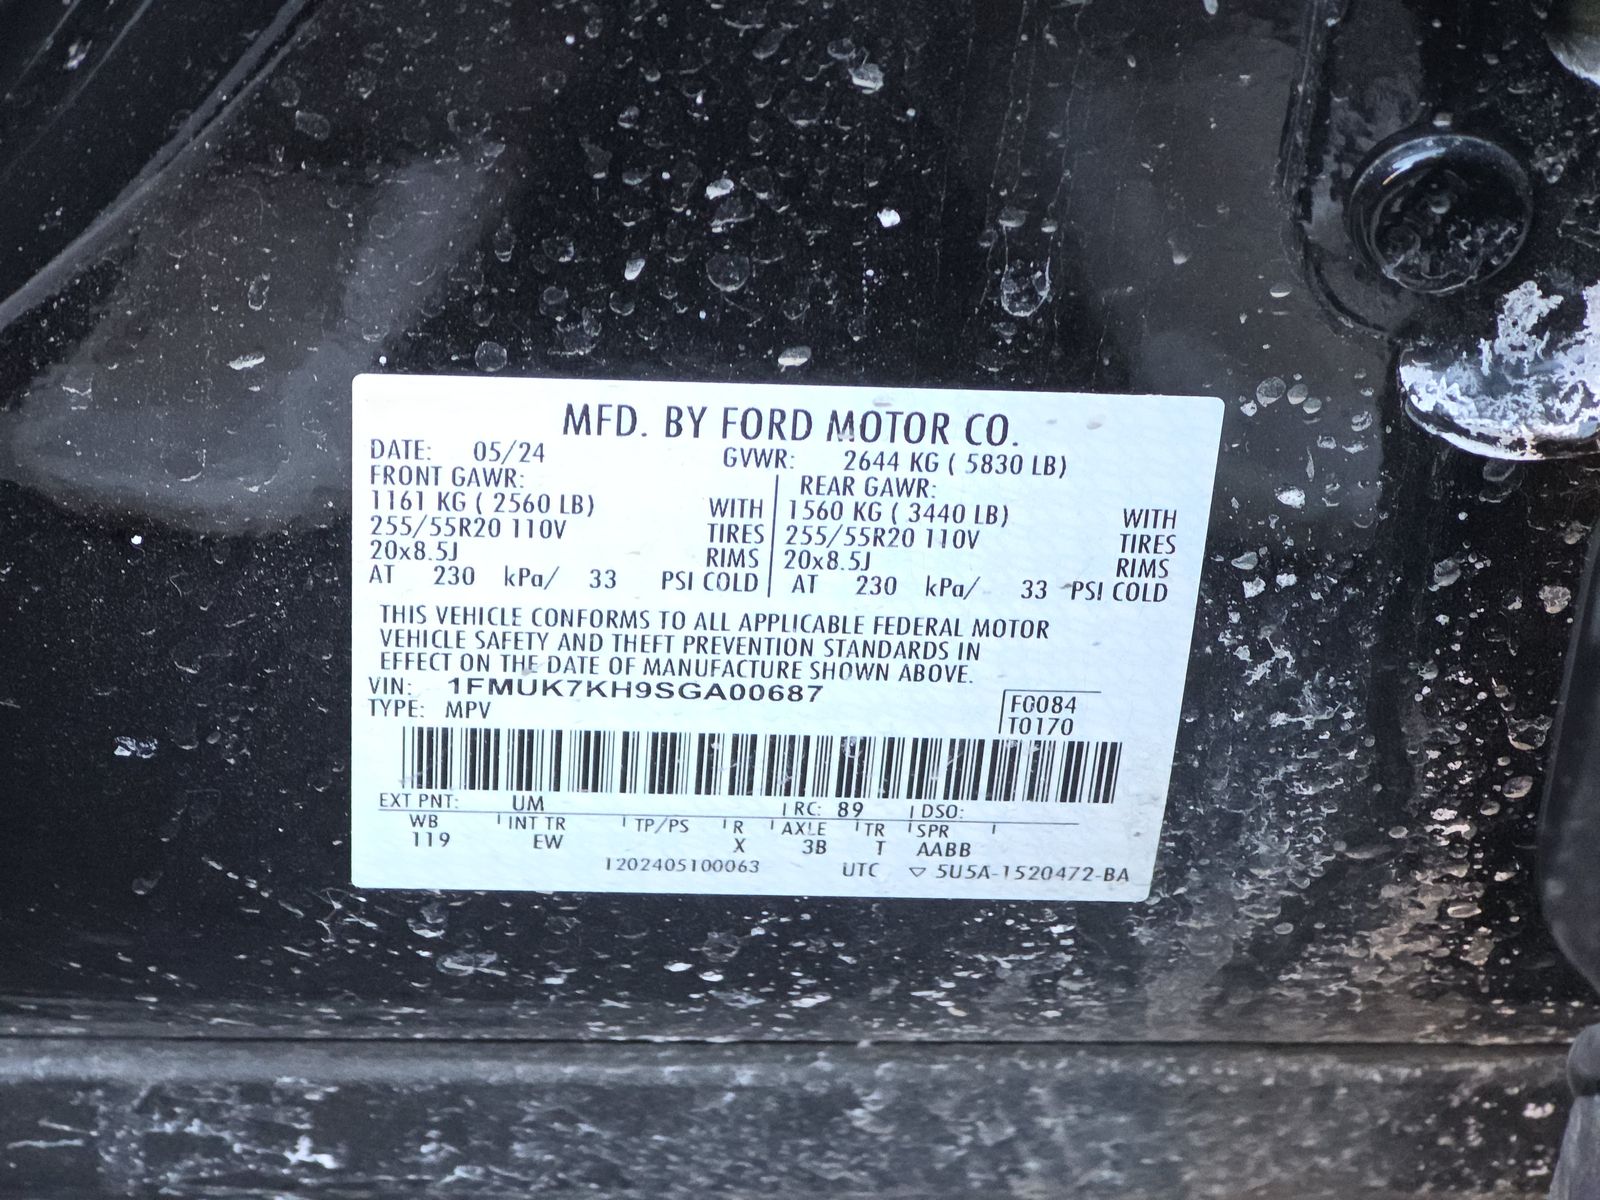 MFD. BY FORD MOTOR CO.
DATE: 05/24 GVWR: 2644 KG ( 5830 LB)
FRONT GAWR: REAR GAWR:
1161 KG ( 2560 LB) WITH 1560 KG ( 3440 LB) WITH
255/55R20 110V TIRES 255/55R20 110V TIRES
20x8.5J RIMS 20x8.5J RIMS
AT 230 kPa/ 33 PSI COLD AT 230 kPa/ 33 PSI COLD
THIS VEHICLE CONFORMS TO ALL APPLICABLE FEDERAL MOTOR
VEHICLE SAFETY AND THEFT PREVENTION STANDARDS IN
EFFECT ON THE DATE OF MANUFACTURE SHOWN ABOVE.
VIN: 1FMUK7KH9SGA00687
TYPE: MPV
F0084
T0170
EXT PNT: UM RC: 89 DSO:
WB INT TR TP/PS R AXLE TR SPR
119 EW X 3B T AABB
1202405100063 UTC ▽ 5U5A-1520472-BA